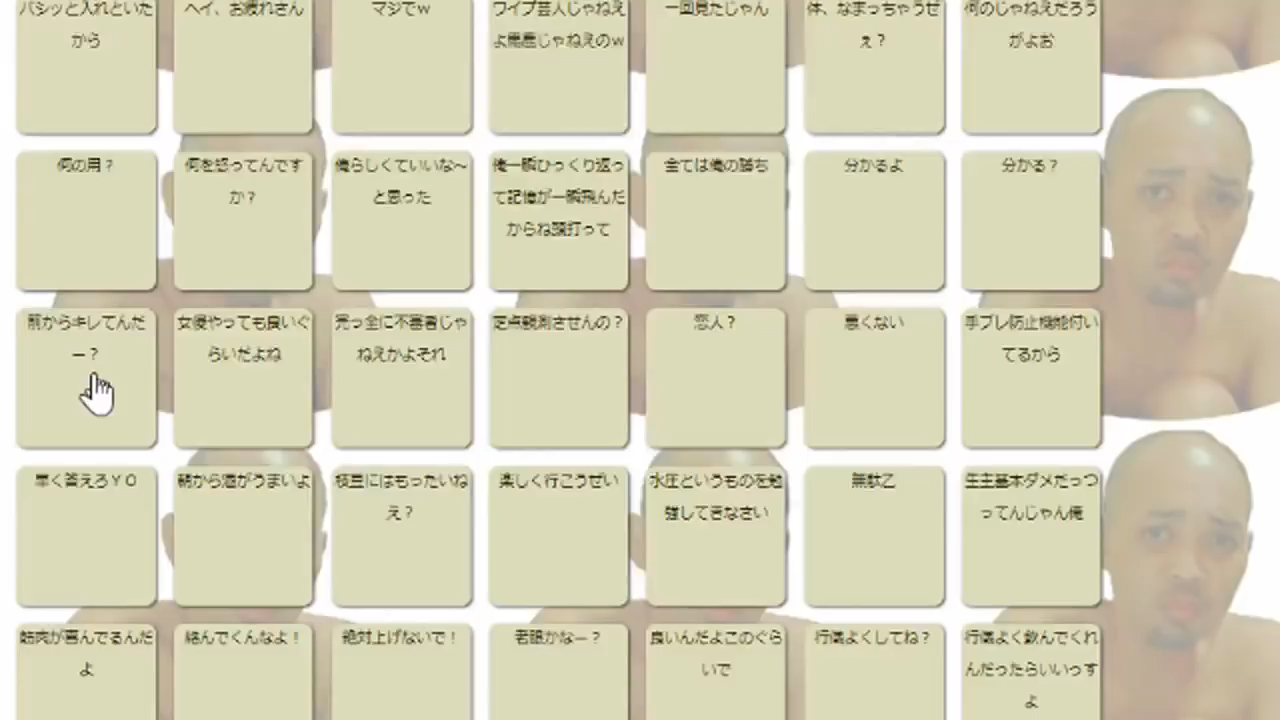 バシッと入れといた
から
ヘイ、お疲れさん
マジでw
ワイプ芸人じゃねえ
よ馬鹿じゃねえのw
一回見たじゃん
体、なまっちゃうぜ
ぇ？
何のじゃねえだろう
がよお
何の用？
何を怒ってんです
か？
俺らしくていいな～
と思った
俺一瞬ひっくり返っ
て記憶が一瞬飛んだ
からね頭打って
全ては俺の勝ち
分かるよ
分かる？
前からキレてんだ
ー？
女優やっても良いぐ
らいだよね
完っ全に不審者じゃ
ねえかよそれ
定点観測させんの？
恋人？
悪くない
手ブレ防止機能付い
てるから
早く答えろＹＯ
朝から酒がうまいよ
枝豆にはもったいね
え？
楽しく行こうぜい
水圧というものを勉
強してきなさい
無駄乙
生主基本ダメだっつ
ってんじゃん俺
筋肉が喜んでるんだ
よ
絡んでくんなよ！
絶対上げないで！
老眼かなー？
良いんだよこのぐら
いで
行儀よくしてね？
行儀よく飲んでくれ
んだったらいいっす
よ